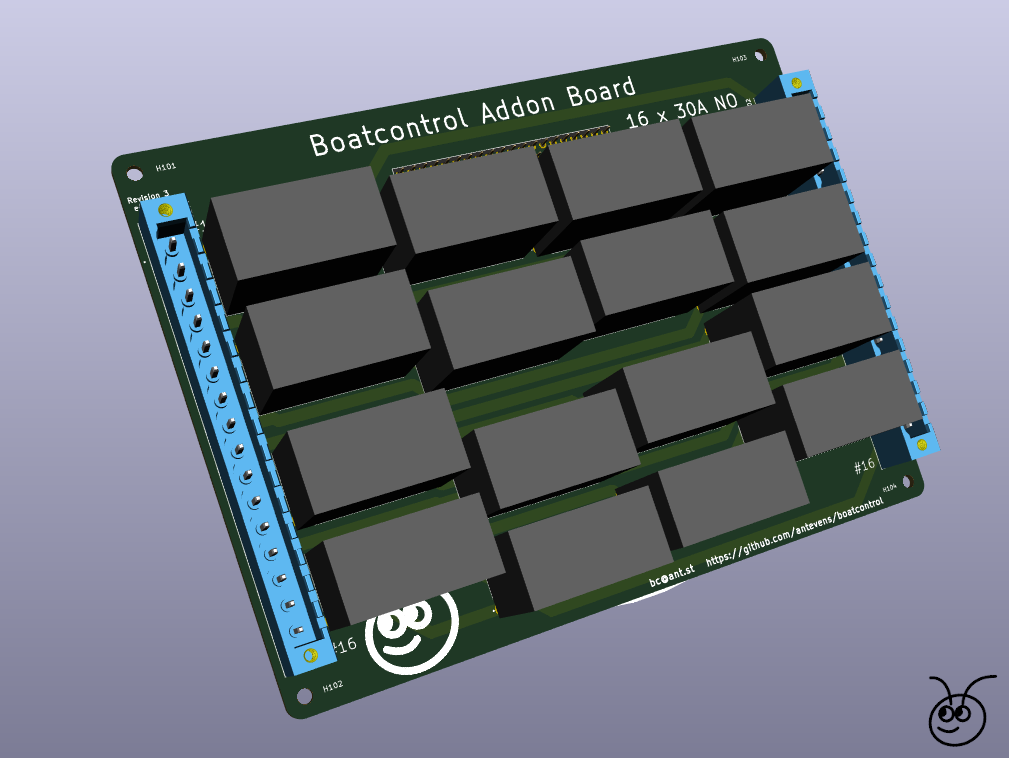 H103
Boatcontrol Addon Board
16 x 30A NO
H101
Revision 3
#16
H104
https://github.com/antevens/boatcontrol
bc@ant.st
#16
H102